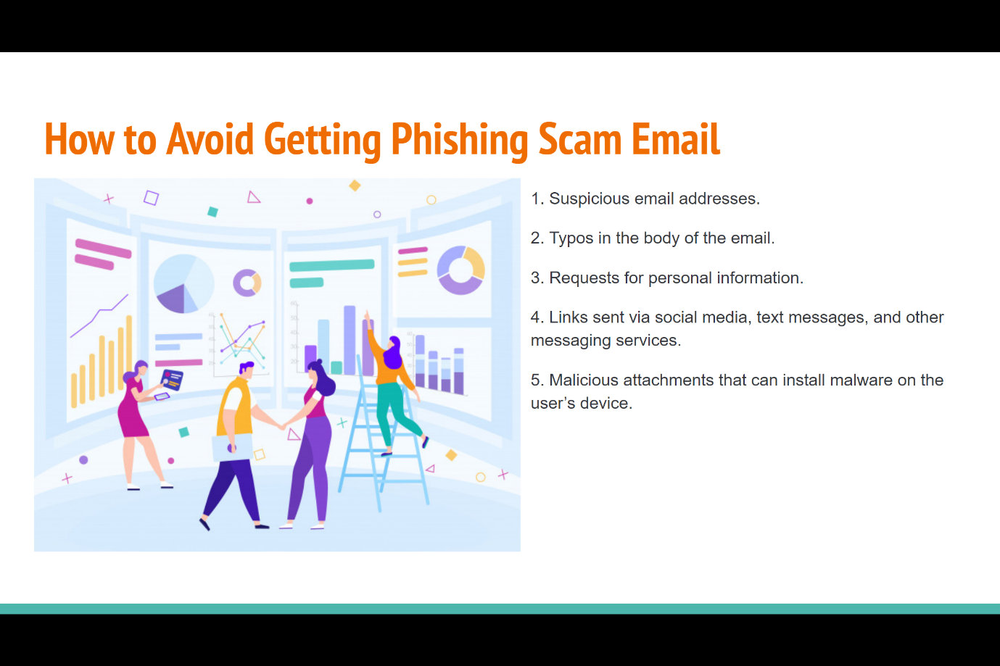 How to Avoid Getting Phishing Scam Email
1. Suspicious email addresses.
2. Typos in the body of the email.
3. Requests for personal information.
4. Links sent via social media, text messages, and other
messaging services.
5. Malicious attachments that can install malware on the
user’s device.